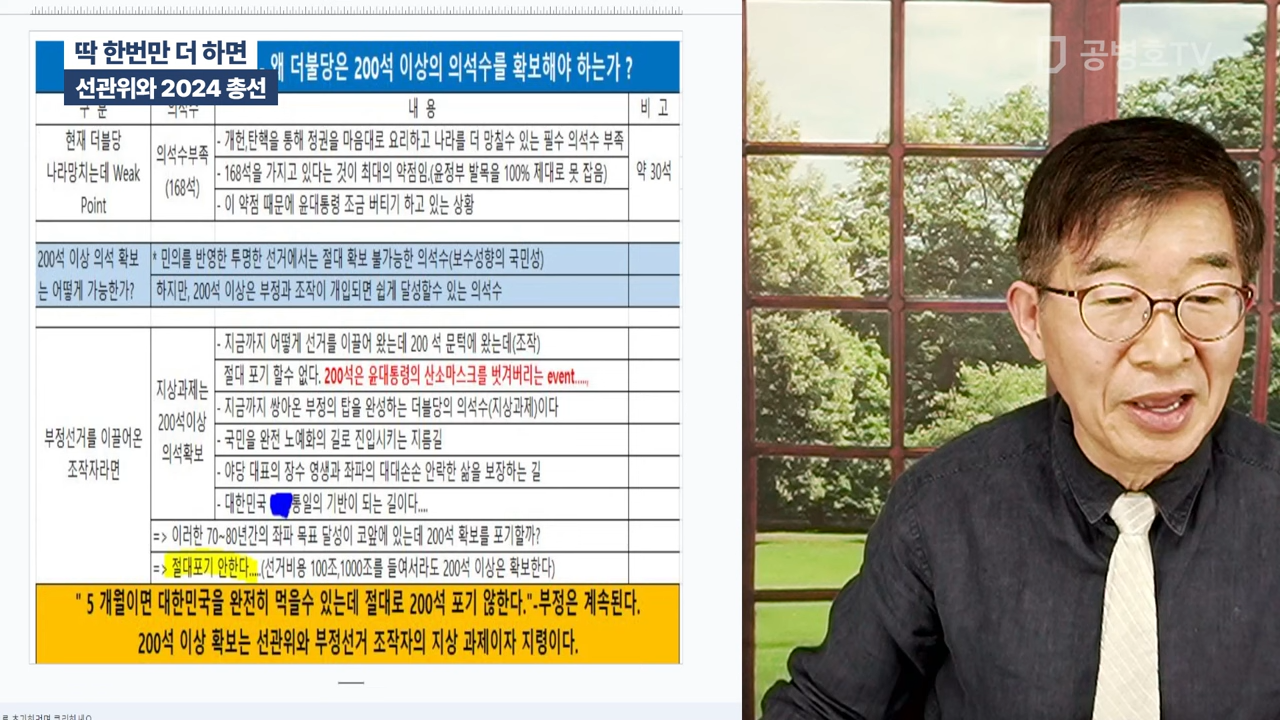 딱 한번만 더 하면
선관위와 2024 총선
- 왜 더불당은 200석 이상의 의석수를 확보해야 하는가 ?
공병호TV
구 분 의석수 내 용 비 고
현재 더불당
나라망치는데 Weak
Point
의석수부족
(168석)
- 개헌,탄핵을 통해 정권을 마음대로 요리하고 나라를 더 망칠수 있는 필수 의석수 부족
- 168석을 가지고 있다는 것이 최대의 약점임.(윤정부 발목을 100% 제대로 못 잡음)
- 이 약점 때문에 윤대통령 조금 버티기 하고 있는 상황
약 30석
200석 이상 의석 확보
는 어떻게 가능한가?
* 민의를 반영한 투명한 선거에서는 절대 확보 불가능한 의석수(보수성향의 국민성)
하지만, 200석 이상은 부정과 조작이 개입되면 쉽게 달성할수 있는 의석수
부정선거를 이끌어온
조작자라면
지상과제는
200석이상
의석확보
- 지금까지 어떻게 선거를 이끌어 왔는데 200 석 문턱에 왔는데(조작)
절대 포기 할수 없다. 200석은 윤대통령의 산소마스크를 벗겨버리는 event.....,
- 지금까지 쌓아온 부정의 탑을 완성하는 더불당의 의석수(지상과제)이다
- 국민을 완전 노예화의 길로 진입시키는 지름길
- 야당 대표의 장수 영생과 좌파의 대대손손 안락한 삶을 보장하는 길
- 대한민국 통일의 기반이 되는 길이다....
=> 이러한 70~80년간의 좌파 목표 달성이 코앞에 있는데 200석 확보를 포기할까?
=> 절대포기 안한다....(선거비용 100조,1000조를 들여서라도 200석 이상은 확보한다)
" 5 개월이면 대한민국을 완전히 먹을수 있는데 절대로 200석 포기 않한다."-부정은 계속된다.
200석 이상 확보는 선관위와 부정선거 조작자의 지상 과제이자 지령이다.